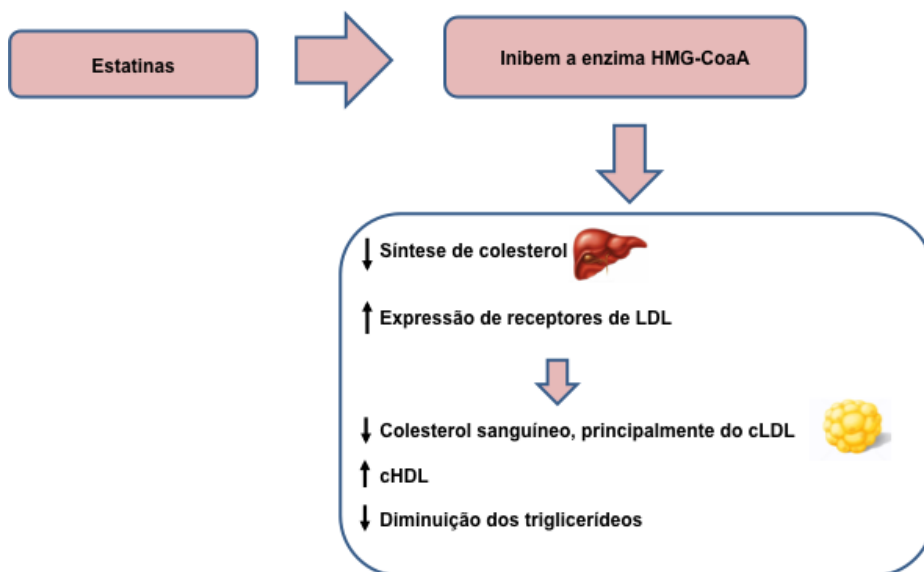 Estatinas
Inibem a enzima HMG-CoaA
Síntese de colesterol
Expressão de receptores de LDL
Colesterol sanguíneo, principalmente do cLDL
cHDL
Diminuição dos triglicerídeos